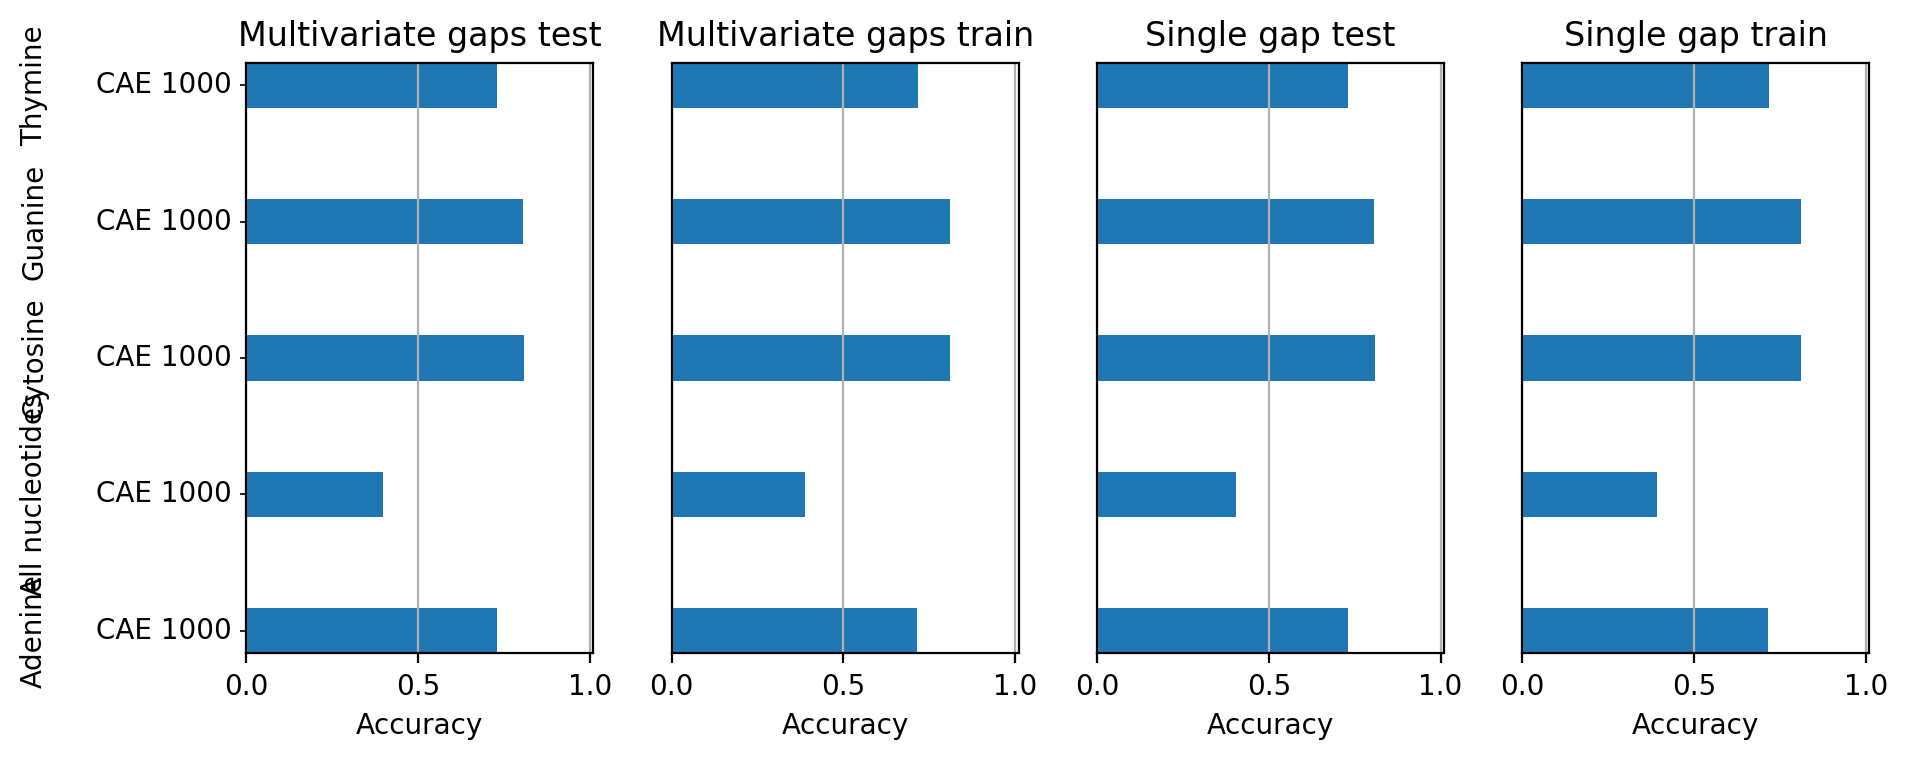 Multivariate gaps test
Multivariate gaps train
Single gap test
Single gap train
Thymine
CAE 1000
Guanine
CAE 1000
Cytosine
CAE 1000
All nucleotides
CAE 1000
Adenine
CAE 1000
0.0 0.5 1.0
0.0 0.5 1.0
0.0 0.5 1.0
0.0 0.5 1.0
Accuracy
Accuracy
Accuracy
Accuracy